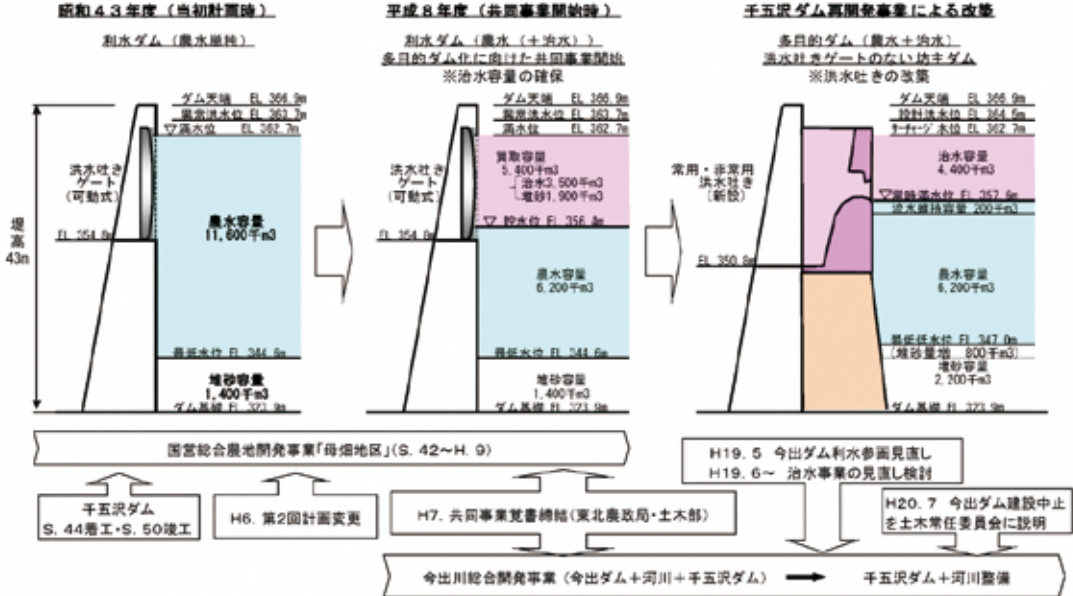 昭和43年度(当初計画時)
利水ダム(農水単独)
ダム天端 EL 366.9m
異常洪水位 EL 363.7m
▽満水位 EL 362.7m
洪水吐き
ゲート
(可動式)
農水容量
11,600千m3
EL 354.8m
堤高
43m
最低水位 EL 344.6m
堆砂容量
1,400千m3
ダム基礎 EL 323.9m
平成8年度(共同事業開始時)
利水ダム(農水(+治水))
多目的ダム化に向けた共同事業開始
※治水容量の確保
ダム天端 EL 366.9m
異常洪水位 EL 363.7m
満水位 EL 362.7m
買取容量
5,400千m3
治水3,500千m3
堆砂1,900千m3
洪水吐き
ゲート
(可動式)
▽ 貯水位 EL 356.4m
EL 354.8m
農水容量
6,200千m3
最低水位 EL 344.6m
堆砂容量
1,400千m3
ダム基礎 EL 323.9m
千五沢ダム再開発事業による改築
多目的ダム(農水+治水)
洪水吐きゲートのない坊主ダム
※洪水吐きの改築
ダム天端 EL 366.9m
設計洪水位 EL 364.5m
サーチャージ水位 EL 362.7m
治水容量
4,400千m3
常用・非常用
洪水吐き
(新設)
▽常時満水位 EL 357.6m
流水維持容量 200千m3
EL 350.8m
農水容量
6,200千m3
最低水位 EL 347.0m
(堆砂量増 800千m3)
堆砂容量
2,200千m3
ダム基礎 EL 323.9m
国営総合農地開発事業「母畑地区」(S.42~H.9)
千五沢ダム
S.44着工・S.50竣工
H6.第2回計画変更
H7.共同事業覚書締結(東北農政局・土木部)
H19.5 今出ダム利水参画見直し
H19.6~ 治水事業の見直し検討
H20.7 今出ダム建設中止
を土木常任委員会に説明
今出川総合開発事業(今出ダム+河川+千五沢ダム) ➡ 千五沢ダム+河川整備